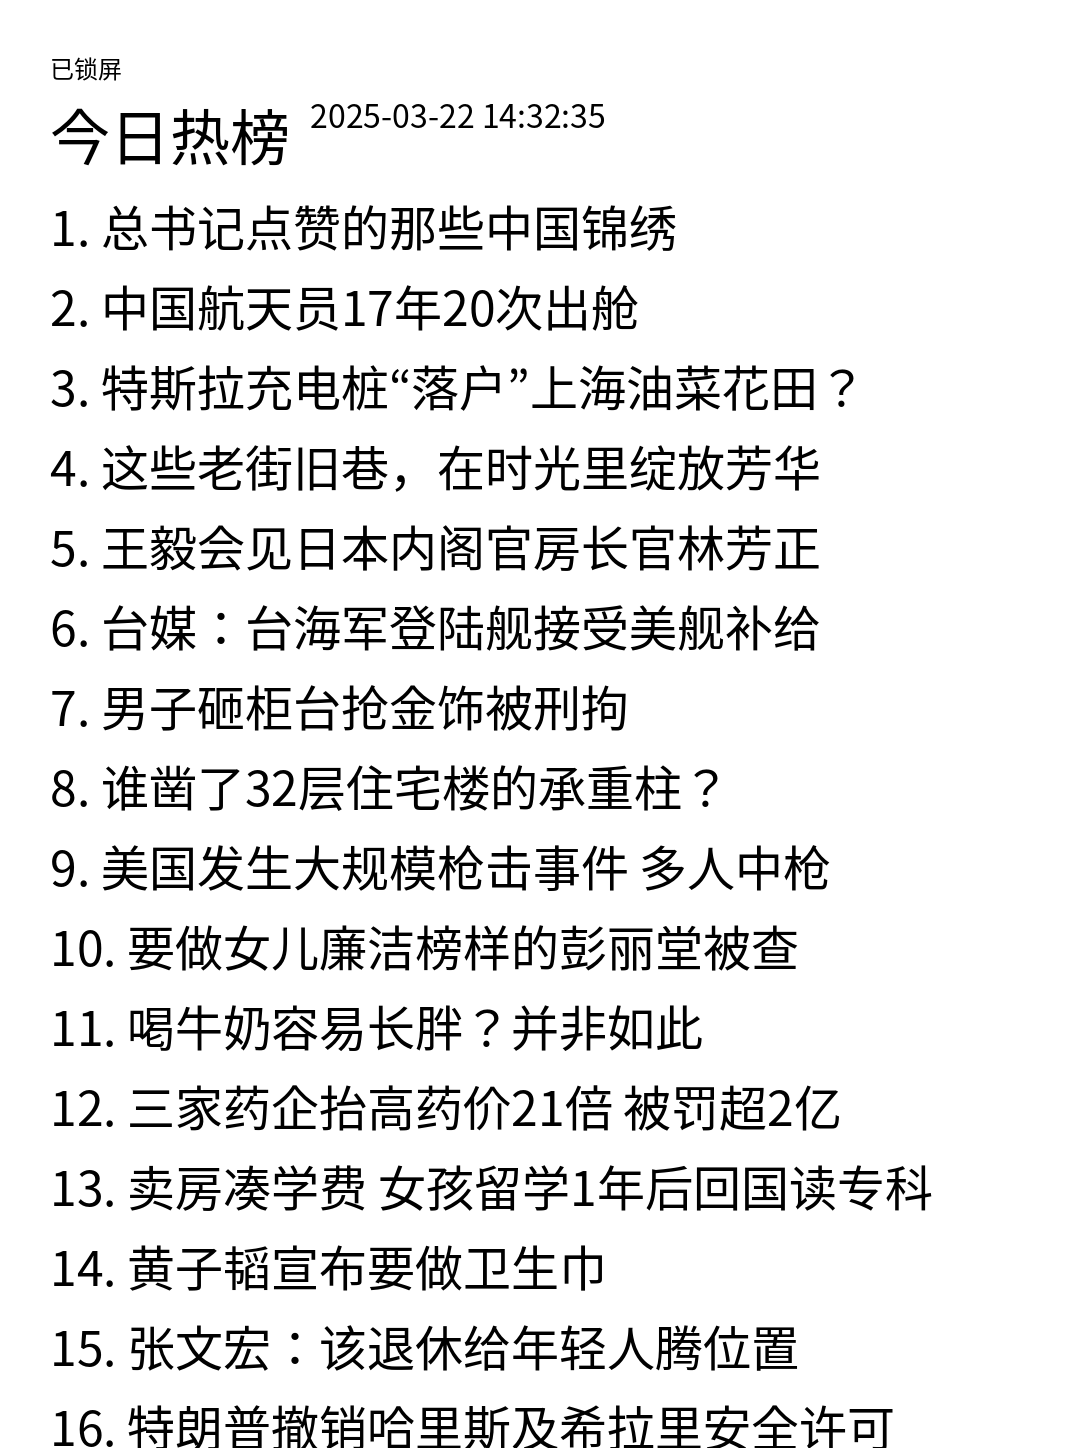 已锁屏
今日热榜 2025-03-22 14:32:35
1. 总书记点赞的那些中国锦绣
2. 中国航天员17年20次出舱
3. 特斯拉充电桩“落户”上海油菜花田？
4. 这些老街旧巷，在时光里绽放芳华
5. 王毅会见日本内阁官房长官林芳正
6. 台媒：台海军登陆舰接受美舰补给
7. 男子砸柜台抢金饰被刑拘
8. 谁凿了32层住宅楼的承重柱？
9. 美国发生大规模枪击事件 多人中枪
10. 要做女儿廉洁榜样的彭丽堂被查
11. 喝牛奶容易长胖？并非如此
12. 三家药企抬高药价21倍 被罚超2亿
13. 卖房凑学费 女孩留学1年后回国读专科
14. 黄子韬宣布要做卫生巾
15. 张文宏：该退休给年轻人腾位置
16. 特朗普撤销哈里斯及希拉里安全许可